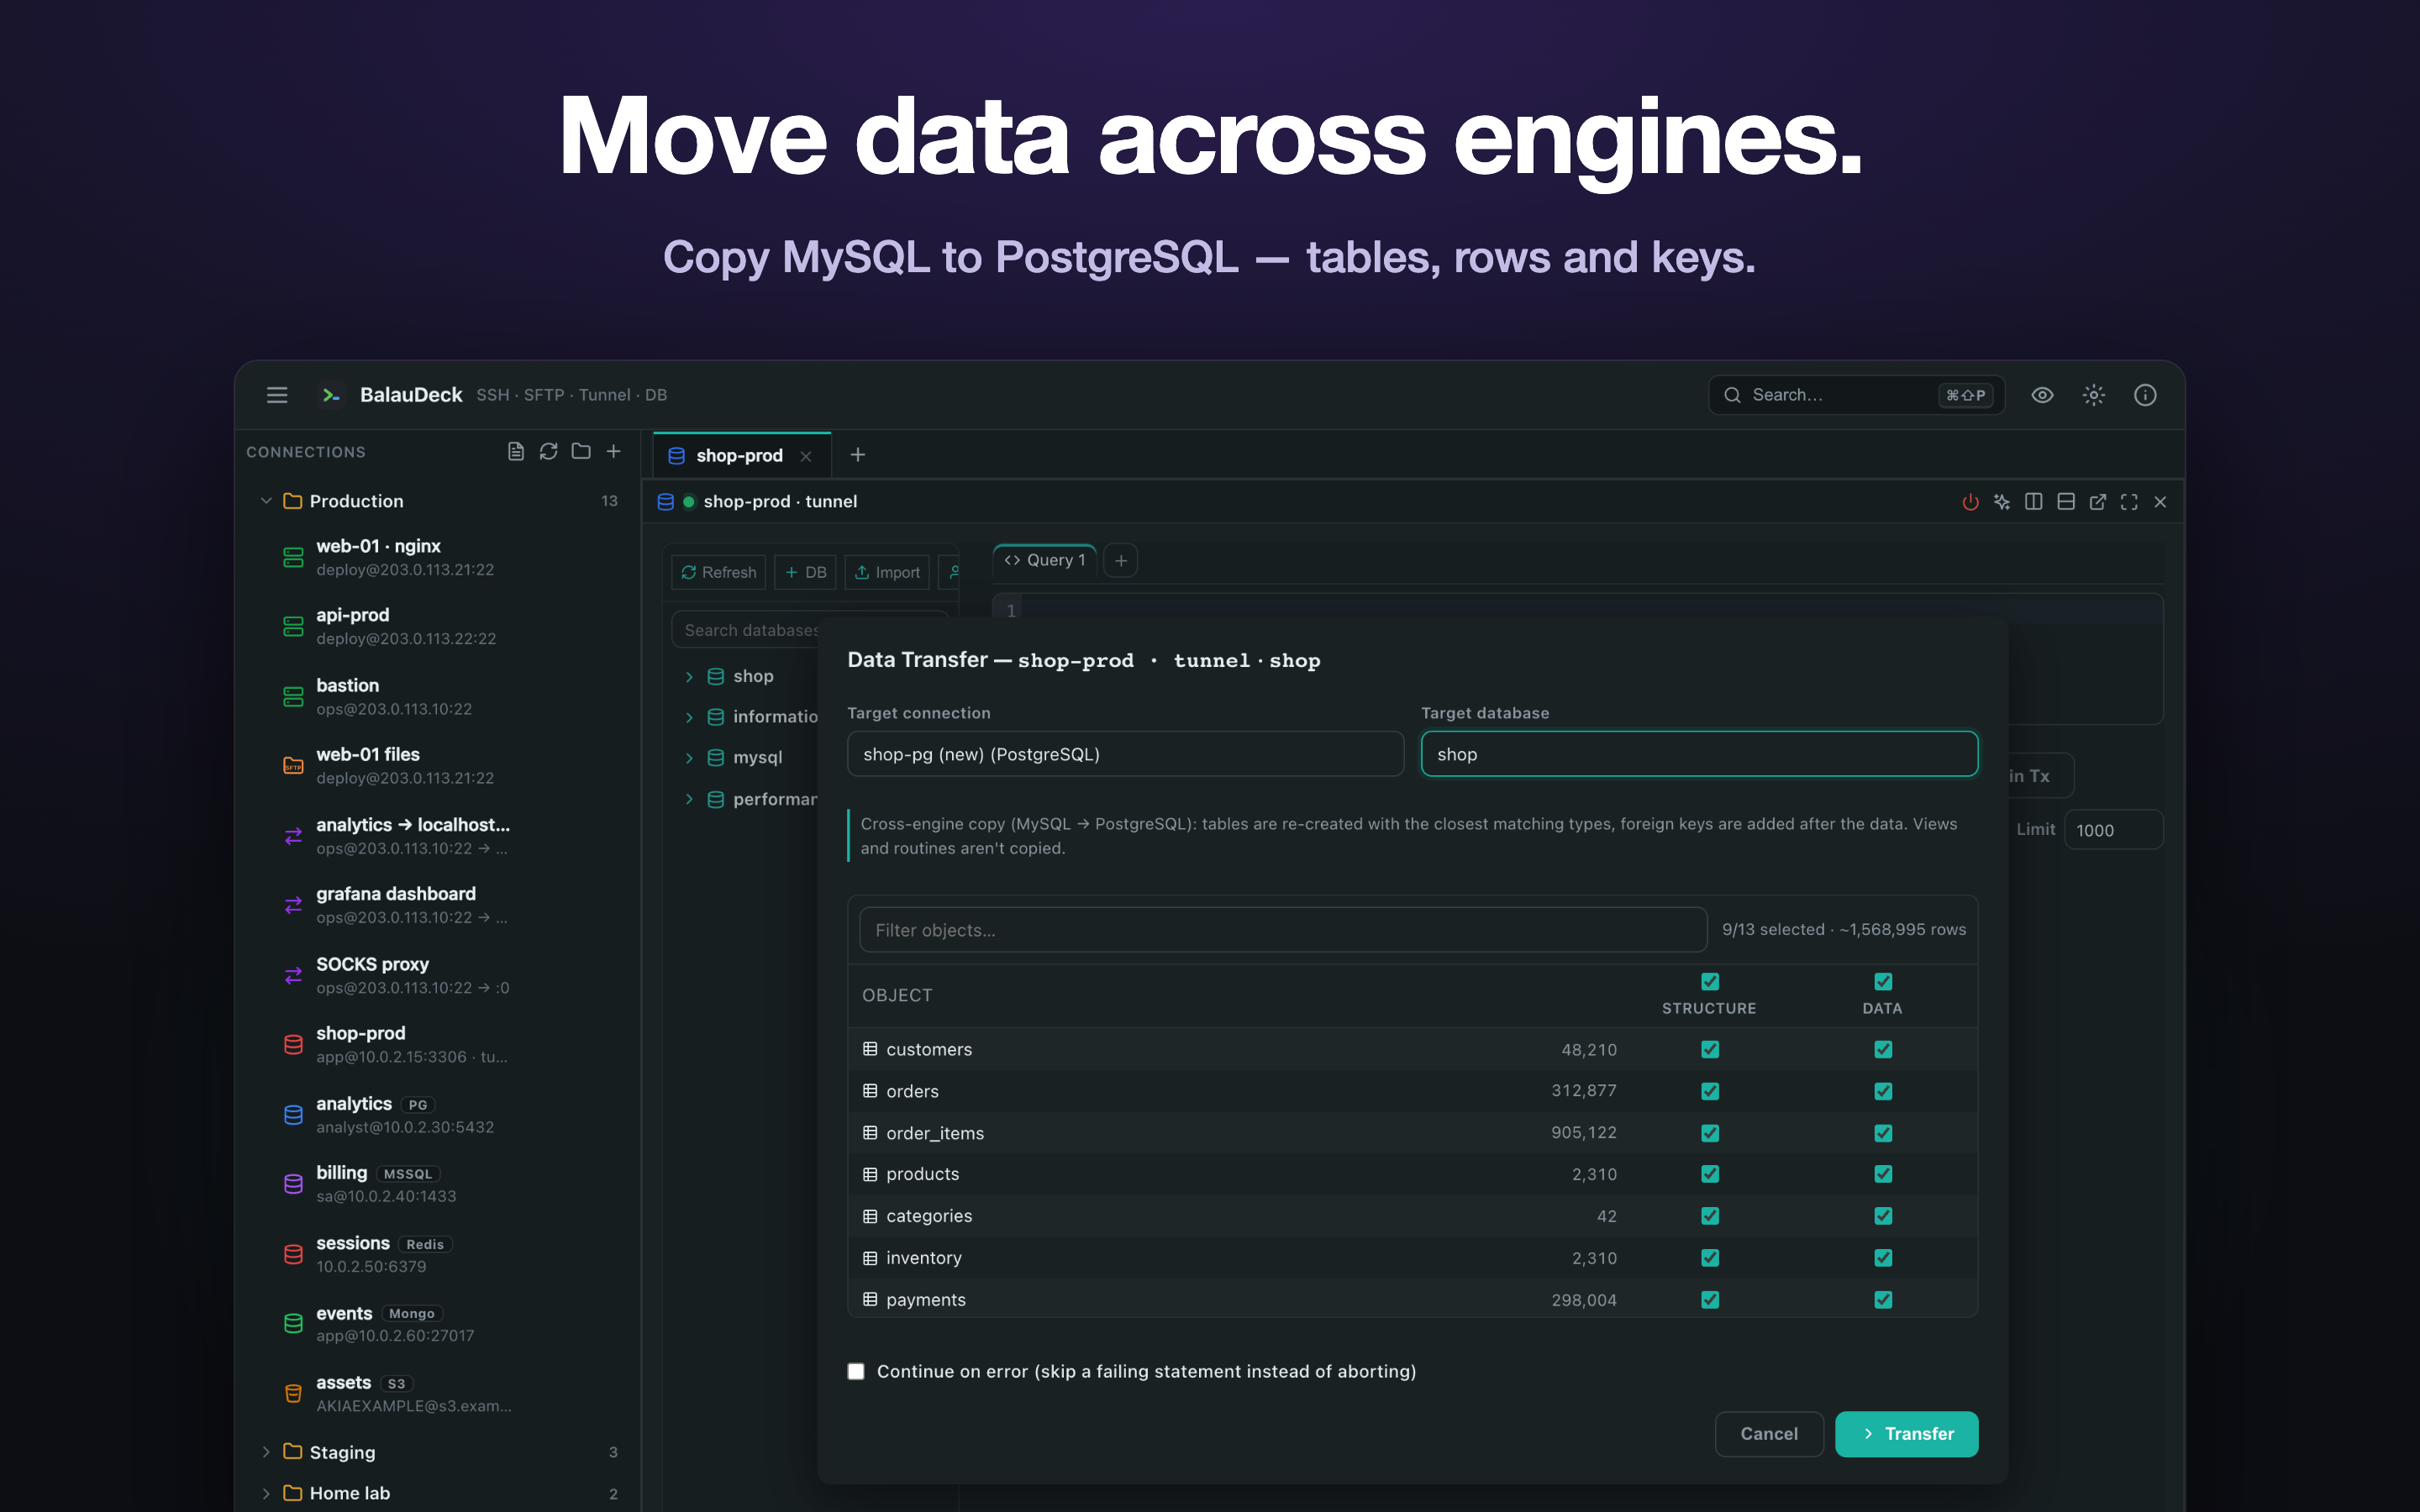 Move data across engines.
Copy MySQL to PostgreSQL — tables, rows and keys.
BalauDeck SSH · SFTP · Tunnel · DB
Search... ⌘⇧P
CONNECTIONS
Production 13
web-01 · nginx
deploy@203.0.113.21:22
api-prod
deploy@203.0.113.22:22
bastion
ops@203.0.113.10:22
SFTP
web-01 files
deploy@203.0.113.21:22
analytics → localhost...
ops@203.0.113.10:22 → ...
grafana dashboard
ops@203.0.113.10:22 → ...
SOCKS proxy
ops@203.0.113.10:22 → :0
shop-prod
app@10.0.2.15:3306 · tu...
analytics PG
analyst@10.0.2.30:5432
billing MSSQL
sa@10.0.2.40:1433
sessions Redis
10.0.2.50:6379
events Mongo
app@10.0.2.60:27017
assets S3
AKIAEXAMPLE@s3.exam...
Staging 3
Home lab 2
shop-prod
shop-prod · tunnel
Refresh + DB Import
Search databases
shop
informatio
mysql
performan
<> Query 1
1
in Tx
Limit 1000
Data Transfer — shop-prod · tunnel · shop
Target connection
shop-pg (new) (PostgreSQL)
Target database
shop
Cross-engine copy (MySQL → PostgreSQL): tables are re-created with the closest matching types, foreign keys are added after the data. Views
and routines aren't copied.
Filter objects...
9/13 selected · ~1,568,995 rows
OBJECT STRUCTURE DATA
customers 48,210
orders 312,877
order_items 905,122
products 2,310
categories 42
inventory 2,310
payments 298,004
Continue on error (skip a failing statement instead of aborting)
Cancel
Transfer